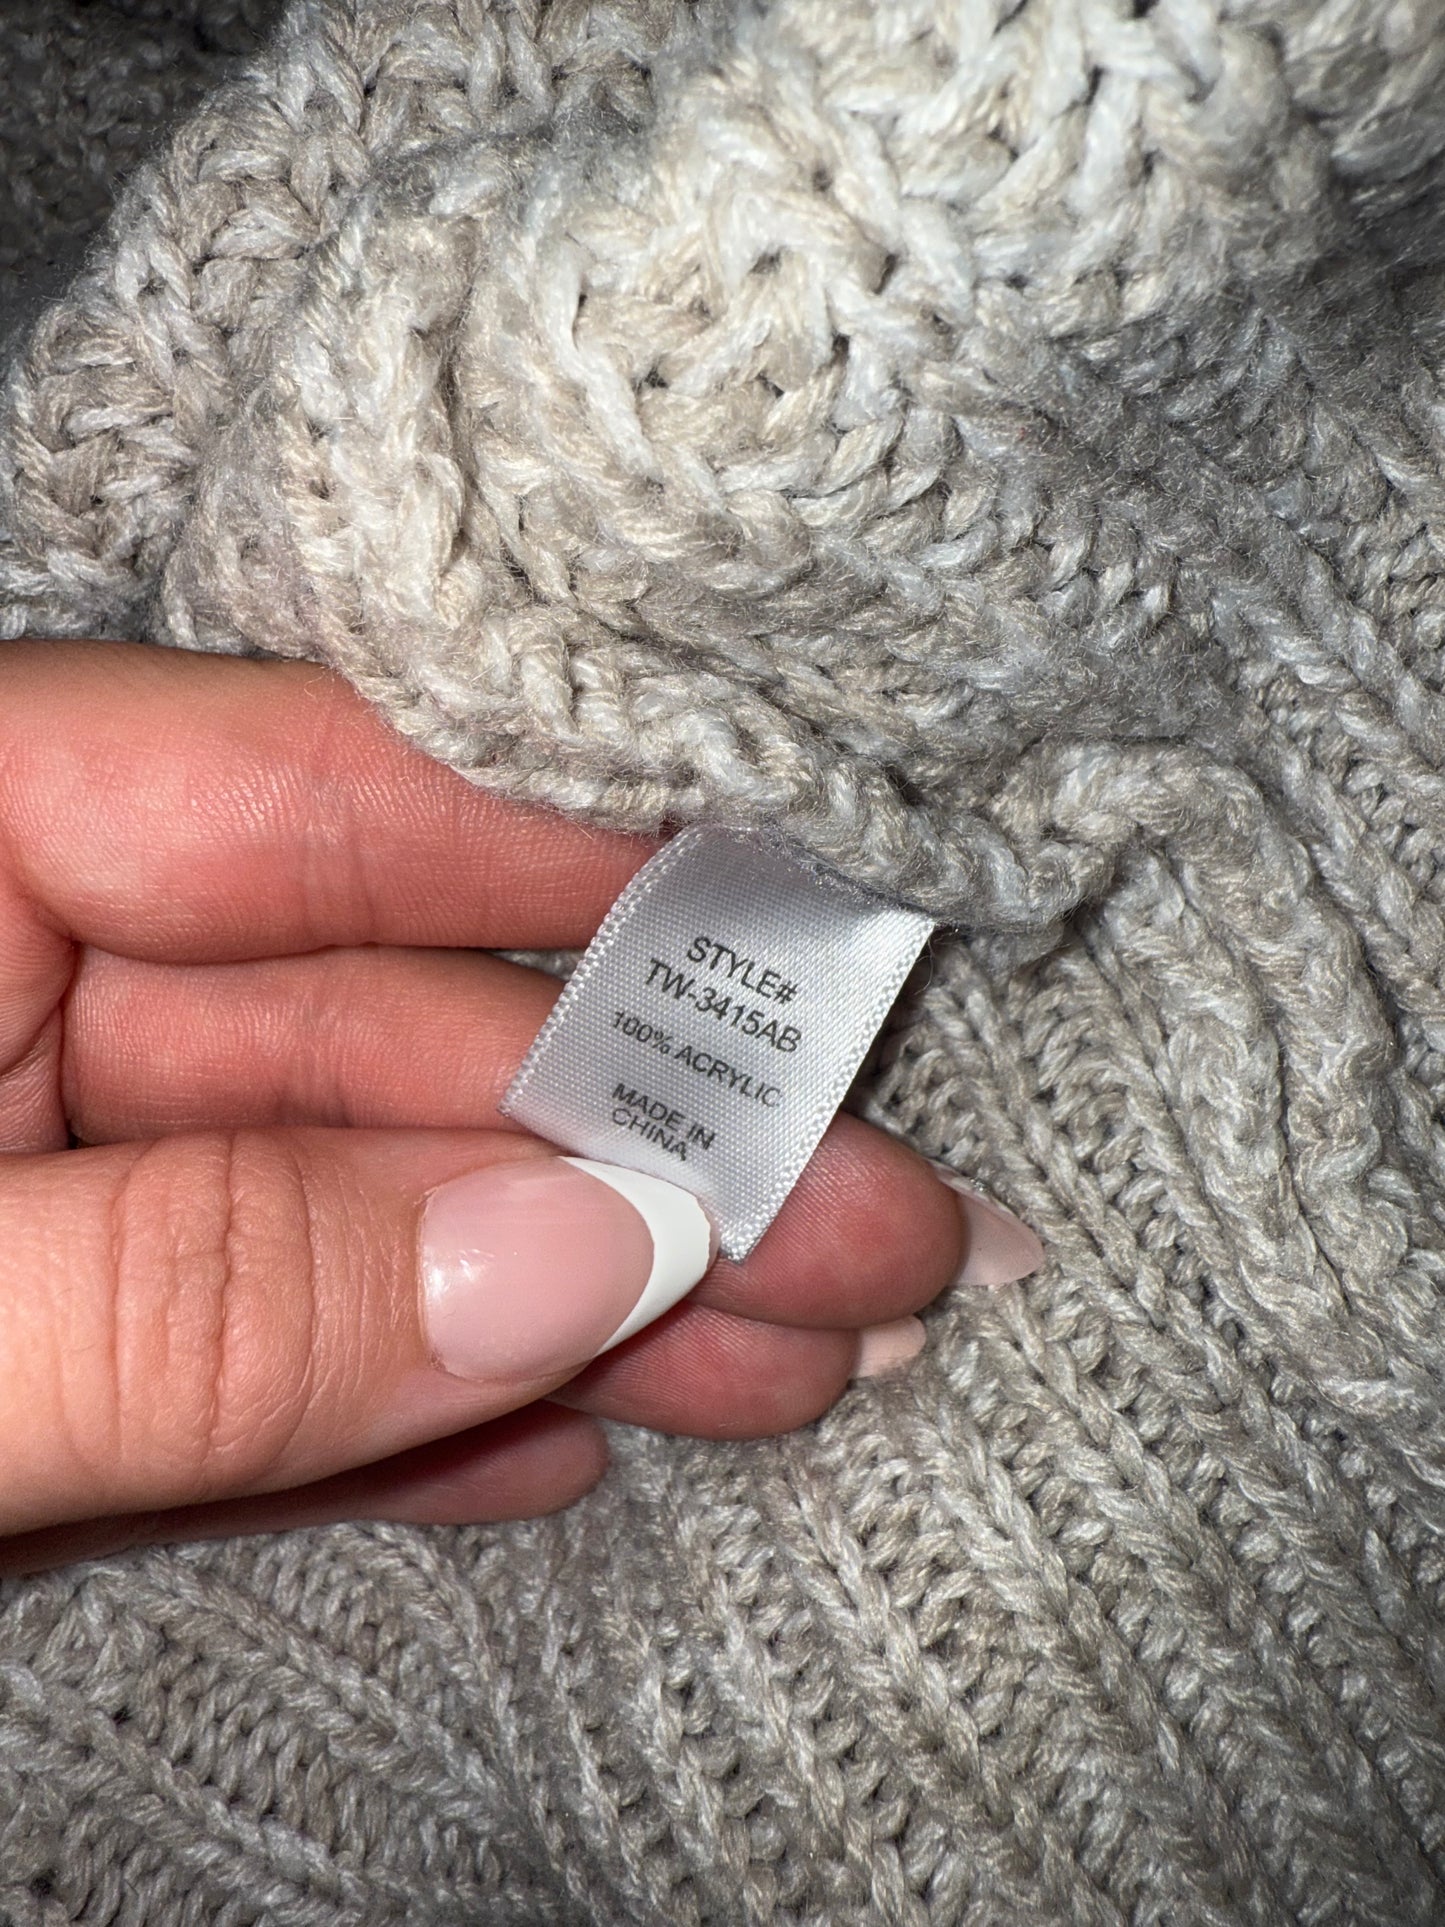 STYLE#
TW-3415AB
100% ACRYLIC
MADE IN
CHINA